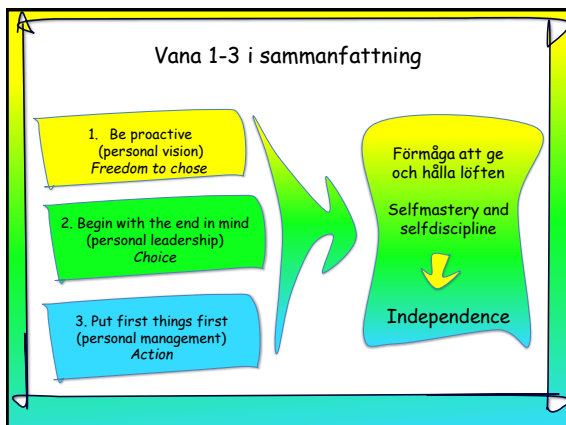 Vana 1-3 i sammanfattning
1. Be proactive
(personal vision)
Freedom to chose
2. Begin with the end in mind
(personal leadership)
Choice
3. Put first things first
(personal management)
Action
Förmåga att ge
och hålla löften
Selfmastery and
selfdiscipline
Independence